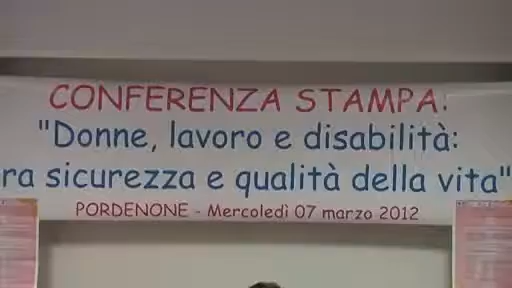 CONFERENZA STAMPA:
"Donne, lavoro e disabilità:
ra sicurezza e qualità della vita"
PORDENONE - Mercoledì 07 marzo 2012